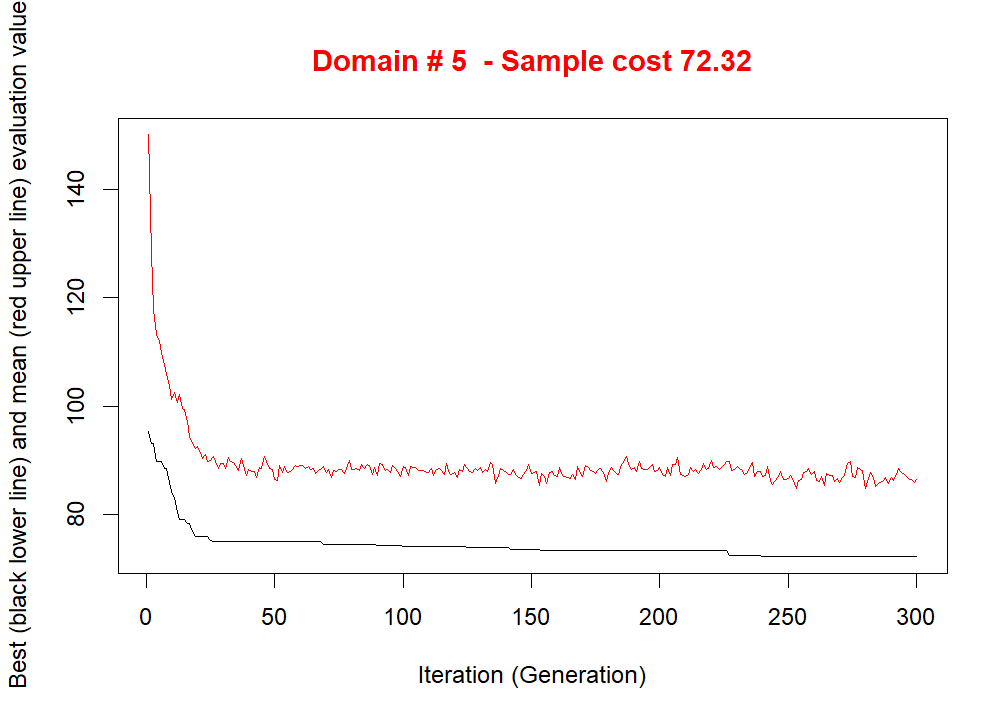 Domain # 5  - Sample cost 72.32
Best (black lower line) and mean (red upper line) evaluation value
140
120
100
80
0 50 100 150 200 250 300
Iteration (Generation)